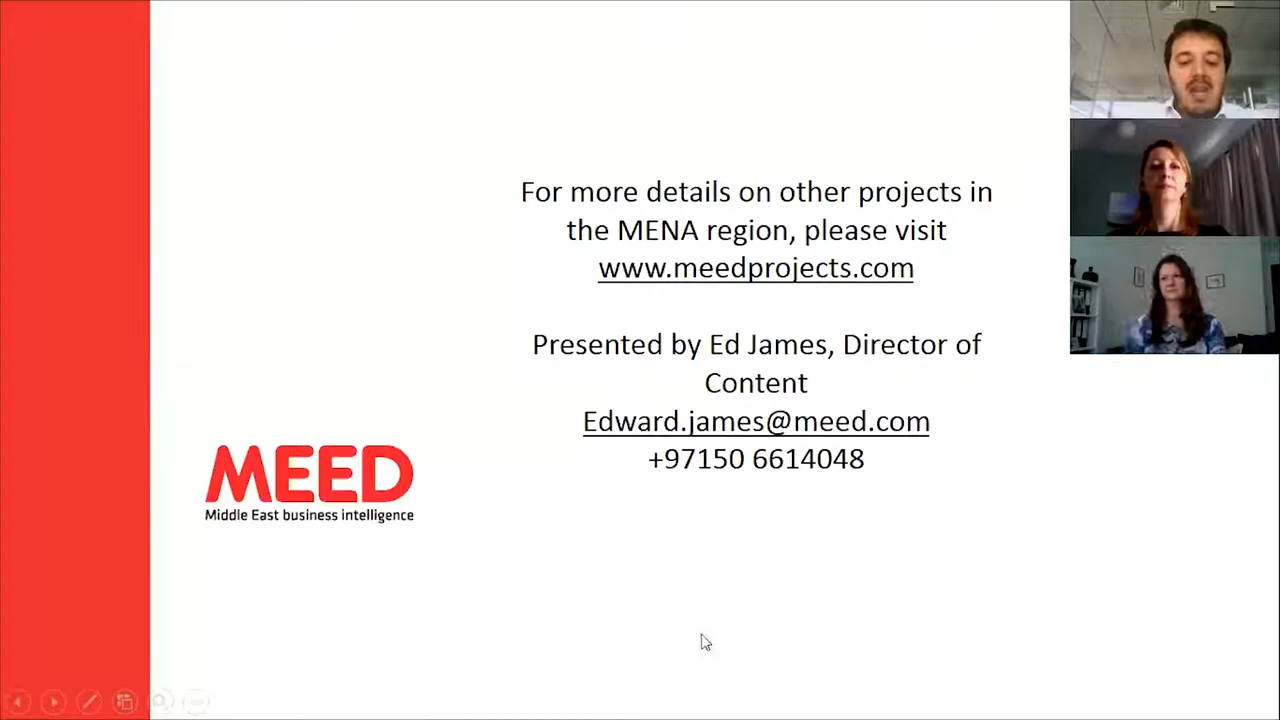 For more details on other projects in
the MENA region, please visit
www.meedprojects.com
Presented by Ed James, Director of
Content
Edward.james@meed.com
+97150 6614048
MEED
Middle East business intelligence